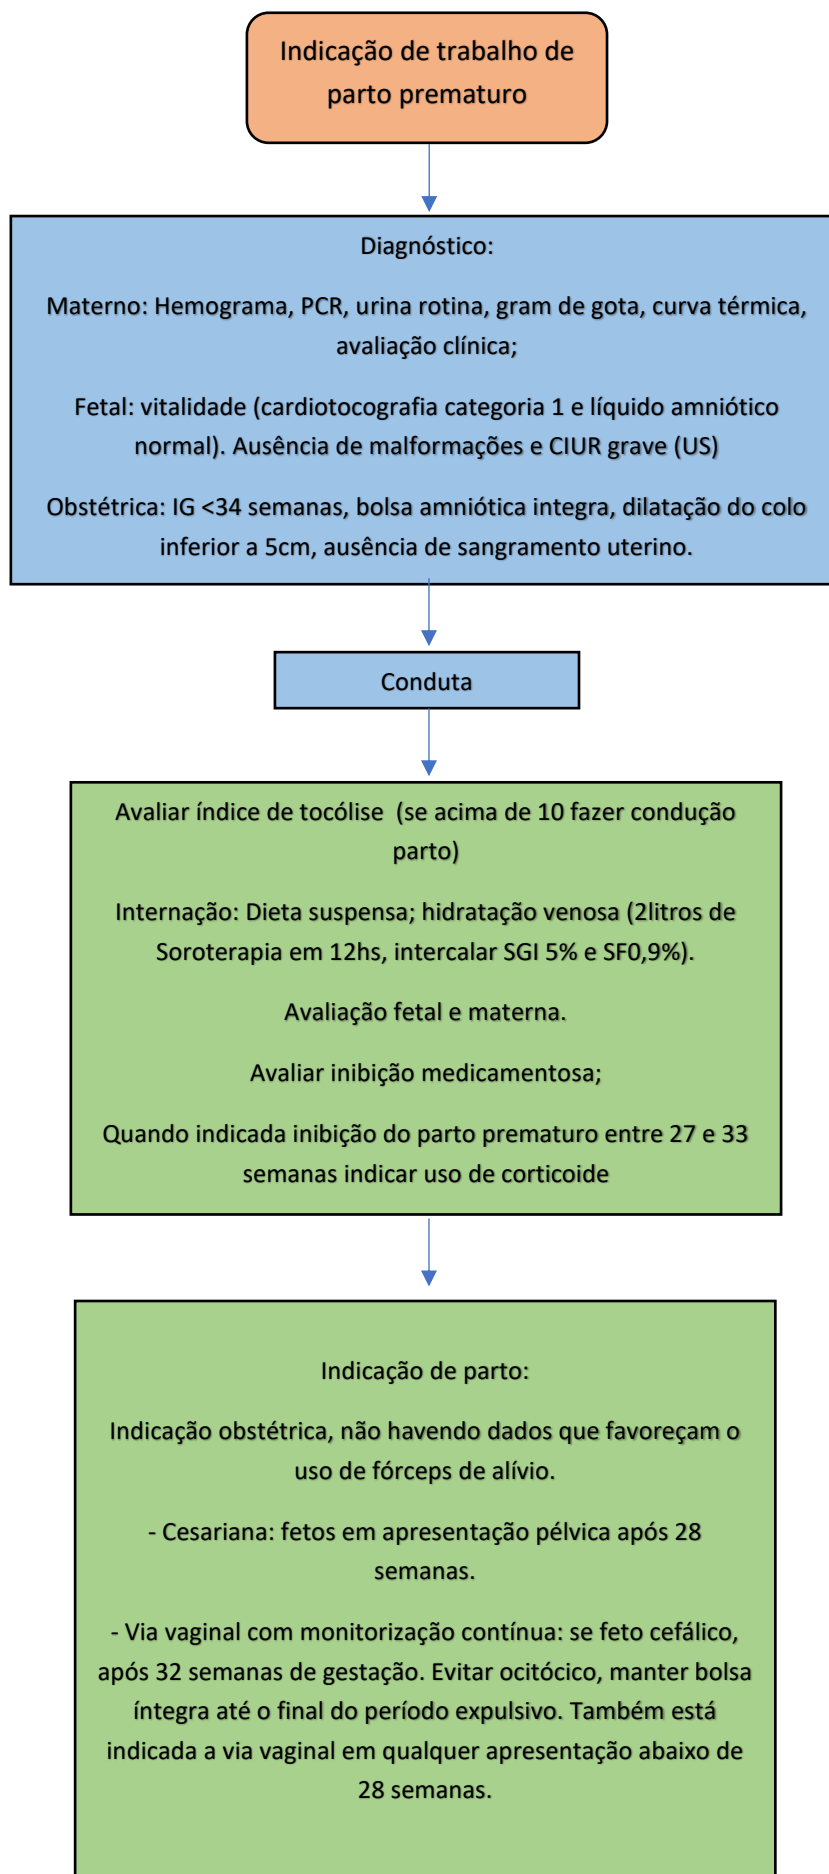 Indicação de trabalho de
parto prematuro
Diagnóstico:
Materno: Hemograma, PCR, urina rotina, gram de gota, curva térmica,
avaliação clínica;
Fetal: vitalidade (cardiotocografia categoria 1 e líquido amniótico
normal). Ausência de malformações e CIUR grave (US)
Obstétrica: IG <34 semanas, bolsa amniótica integra, dilatação do colo
inferior a 5cm, ausência de sangramento uterino.
Conduta
Avaliar índice de tocólise (se acima de 10 fazer condução
parto)
Internação: Dieta suspensa; hidratação venosa (2litros de
Soroterapia em 12hs, intercalar SGI 5% e SF0,9%).
Avaliação fetal e materna.
Avaliar inibição medicamentosa;
Quando indicada inibição do parto prematuro entre 27 e 33
semanas indicar uso de corticoide
Indicação de parto:
Indicação obstétrica, não havendo dados que favoreçam o
uso de fórceps de alívio.
- Cesariana: fetos em apresentação pélvica após 28
semanas.
- Via vaginal com monitorização contínua: se feto cefálico,
após 32 semanas de gestação. Evitar ocitócico, manter bolsa
íntegra até o final do período expulsivo. Também está
indicada a via vaginal em qualquer apresentação abaixo de
28 semanas.